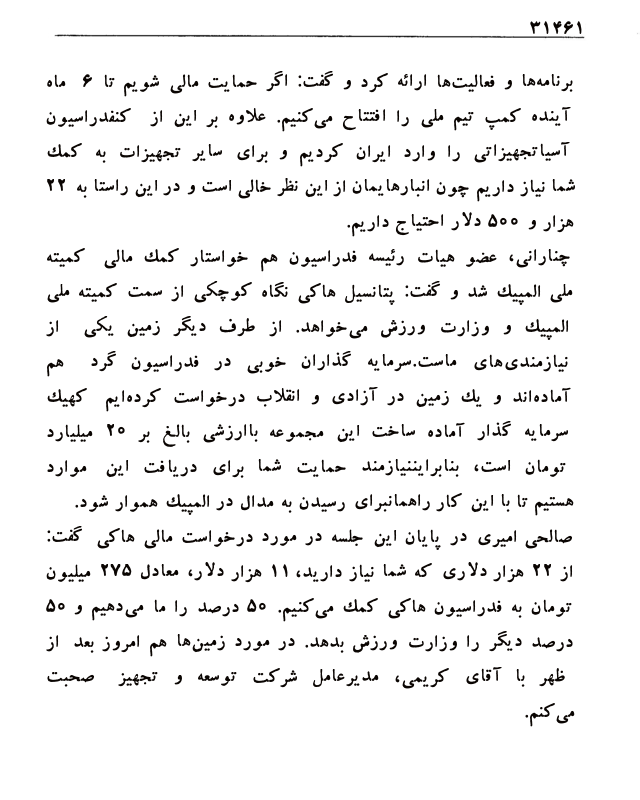 ۳۱۴۶۱
برنامه‌ها و فعالیت‌ها ارائه کرد و گفت: اگر حمایت مالی شویم تا ۶ ماه
آینده کمپ تیم ملی را افتتاح می‌کنیم. علاوه بر این از کنفدراسیون
آسیاتجهیزاتی را وارد ایران کردیم و برای سایر تجهیزات به کمك
شما نیاز داریم چون انبارهایمان از این نظر خالی است و در این راستا به ۲۲
هزار و ۵۰۰ دلار احتیاج داریم.
چنارانی، عضو هیات رئیسه فدراسیون هم خواستار کمك مالی کمیته
ملی المپیك شد و گفت: پتانسیل هاکی نگاه کوچکی از سمت کمیته ملی
المپیك و وزارت ورزش می‌خواهد. از طرف دیگر زمین یکی از
نیازمندی‌های ماست.سرمایه گذاران خوبی در فدراسیون گرد هم
آماده‌اند و یك زمین در آزادی و انقلاب درخواست کرده‌ایم کهیك
سرمایه گذار آماده ساخت این مجموعه باارزشی بالغ بر ۲۰ میلیارد
تومان است، بنابرایننیازمند حمایت شما برای دریافت این موارد
هستیم تا با این کار راهمانبرای رسیدن به مدال در المپیك هموار شود.
صالحی امیری در پایان این جلسه در مورد درخواست مالی هاکی گفت:
از ۲۲ هزار دلاری که شما نیاز دارید، ۱۱ هزار دلار، معادل ۲۷۵ میلیون
تومان به فدراسیون هاکی کمك می‌کنیم. ۵۰ درصد را ما می‌دهیم و ۵۰
درصد دیگر را وزارت ورزش بدهد. در مورد زمین‌ها هم امروز بعد از
ظهر با آقای کریمی، مدیرعامل شرکت توسعه و تجهیز صحبت
می‌کنم.